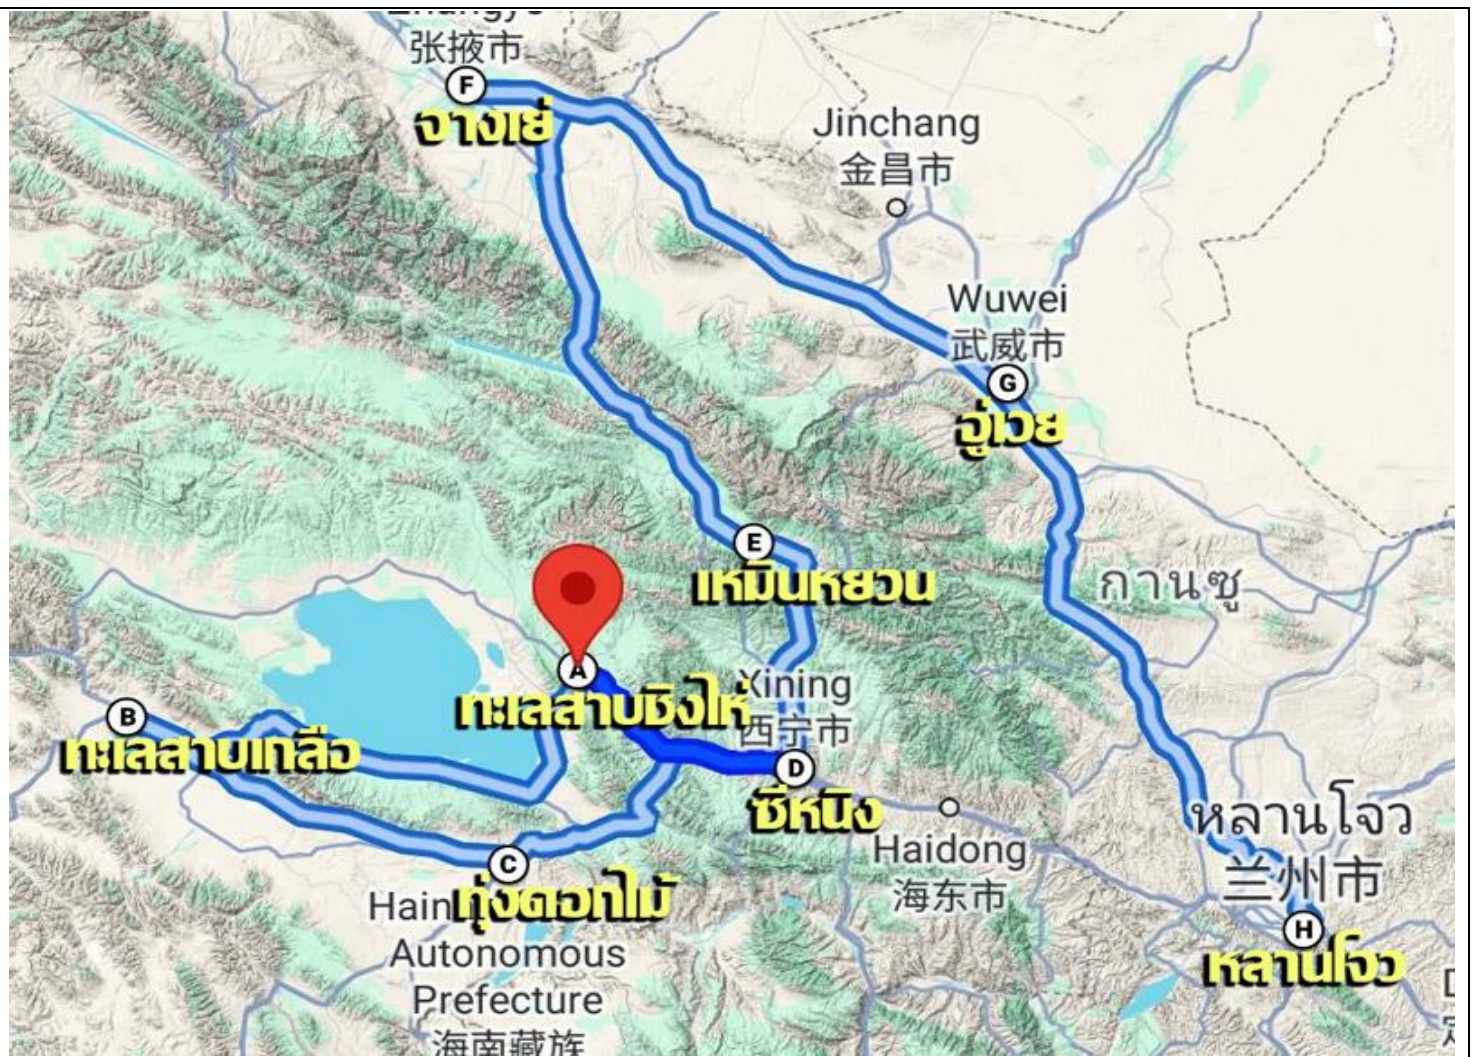 张掖市
F
จางเย่
Jinchang
金昌市
Wuwei
武威市
G
อู่เวย
E
เหมินหยวน
กานซู
A
ทะเลสาบชิงไห่
Xining
西宁市
B
ทะเลสาบเกลือ
D
ซีหนิง
หลานโจว
兰州市
Haidong
海东市
C
ทุ่งดอกไม้
Autonomous
Prefecture
海南藏族
H
หลานโจว